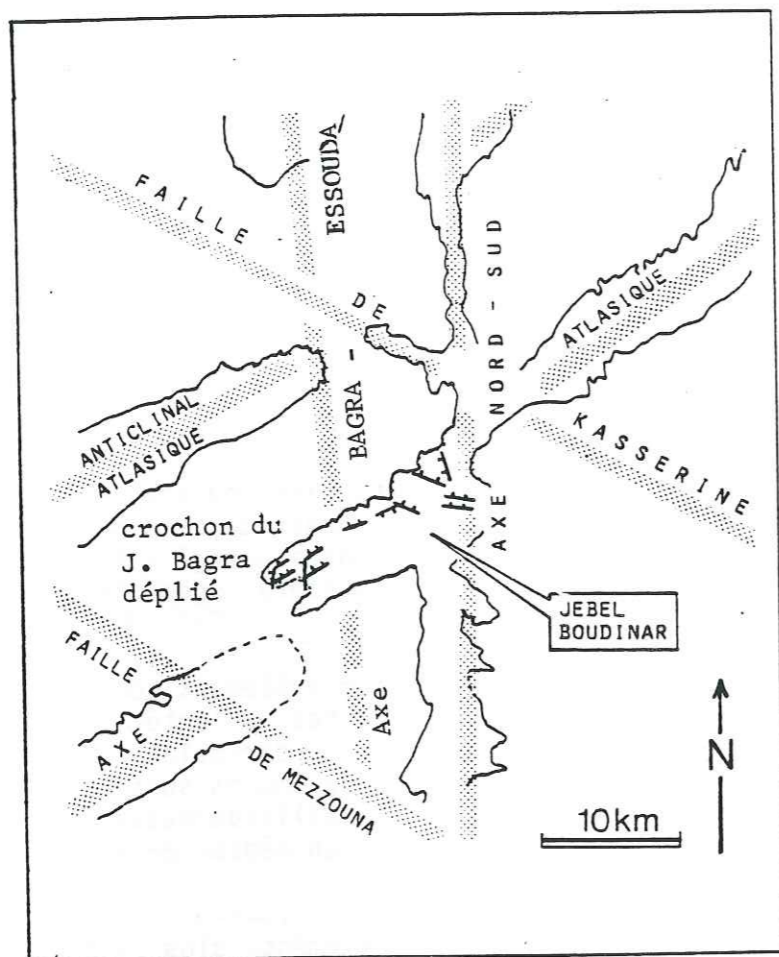 ESSOUDA
FAILLE
DE
NORD - SUD
ATLASIQUE
BAGRA -
ANTICLINAL
ATLASIQUE
KASSERINE
crochon du
J. Bagra
déplié
AXE
JEBEL
BOUDINAR
FAILLE
Axe
AXE
DE MEZZOUNA
N
10km